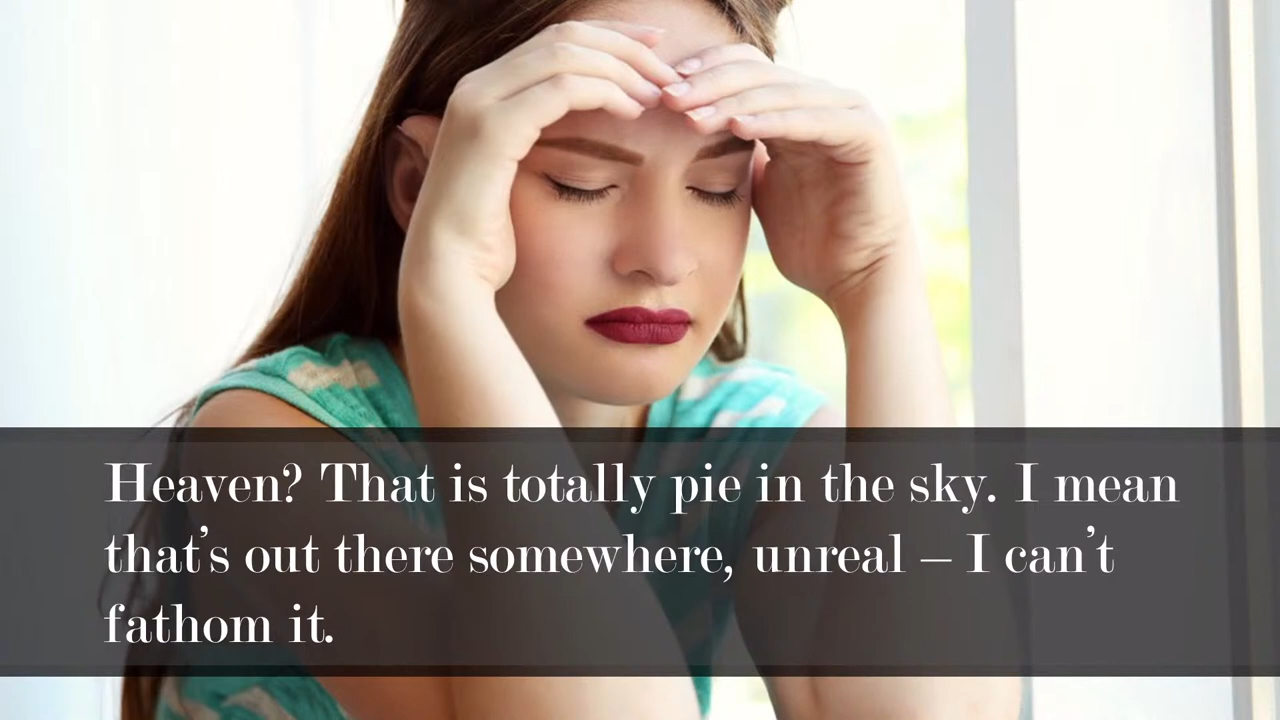 Heaven? That is totally pie in the sky. I mean
that’s out there somewhere, unreal – I can’t
fathom it.